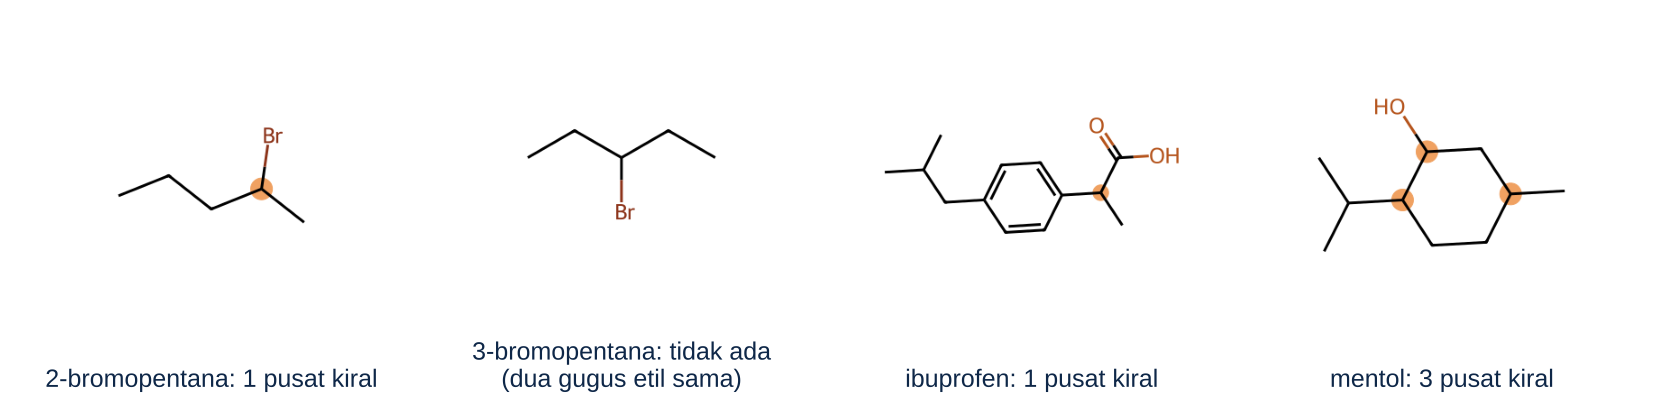 Br
Br
O
OH
HO
2-bromopentana: 1 pusat kiral
3-bromopentana: tidak ada
(dua gugus etil sama)
ibuprofen: 1 pusat kiral
mentol: 3 pusat kiral